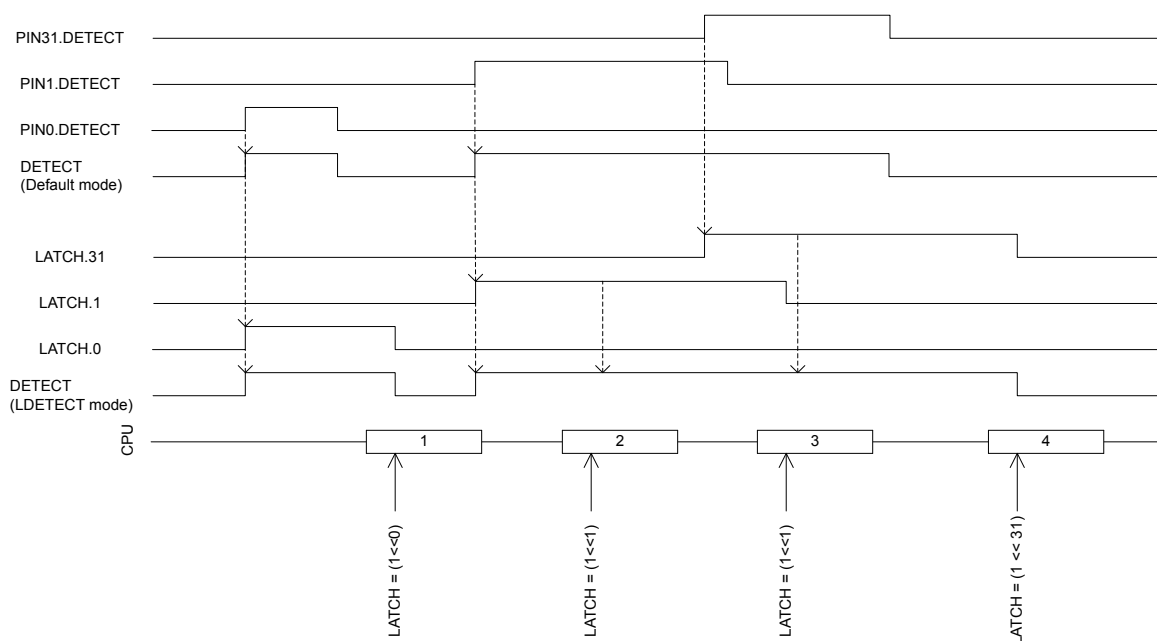 PIN31.DETECT
PIN1.DETECT
PIN0.DETECT
DETECT
(Default mode)
LATCH.31
LATCH.1
LATCH.0
DETECT
(LDETECT mode)
CPU
1
2
3
4
LATCH = (1<<0)
LATCH = (1<<1)
LATCH = (1<<1)
LATCH = (1 << 31)